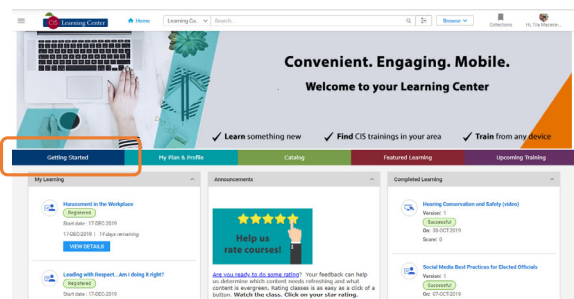 CIS Learning Center
Home
Learning Ce..
Search...
Browse
Collections
Hi,
Convenient. Engaging. Mobile.
Welcome to your Learning Center
✓ Learn something new ✓ Find CIS trainings in your area ✓ Train from any device
Getting Started
My Plan & Profile
Catalog
Featured Learning
Upcoming Training
My Learning
Harassment in the Workplace
Registered
Start date : 17-DEC-2019
17-DEC-2019 | 14 days remaining
VIEW DETAILS
Leading with Respect...Am I doing it right?
Registered
Start date : 17-DEC-2019
Announcements
Help us
rate courses!
Are you ready to do some rating? Your feedback can help
us determine which content needs refreshing and what
content is evergreen. Rating classes is as easy as a click of a
button. Watch the class. Click on your star rating.
Completed Learning
Hearing Conservation and Safety (video)
Version: 1
Successful
On: 30-OCT-2019
Score: 0
Social Media Best Practices for Elected Officials
Version: 1
Successful
On: 07-OCT-2019